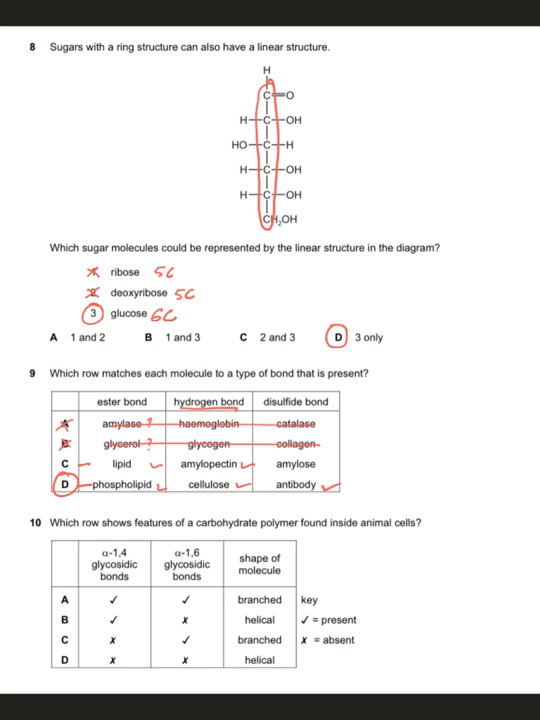 8 Sugars with a ring structure can also have a linear structure.
H
C=O
H–C–OH
HO–C–H
H–C–OH
H–C–OH
CH₂OH
Which sugar molecules could be represented by the linear structure in the diagram?
1 ribose 5C
2 deoxyribose 5C
3 glucose 6C
A 1 and 2 B 1 and 3 C 2 and 3 D 3 only
9 Which row matches each molecule to a type of bond that is present?
ester bond hydrogen bond disulfide bond
A amylase ? haemoglobin catalase
B glycerol ? glycogen collagen
C lipid ✓ amylopectin ✓ amylose
D phospholipid ✓ cellulose ✓ antibody ✓
10 Which row shows features of a carbohydrate polymer found inside animal cells?
α-1,4 glycosidic bonds α-1,6 glycosidic bonds shape of molecule
A ✓ ✓ branched key
B ✓ ✗ helical ✓ = present
C ✗ ✓ branched ✗ = absent
D ✗ ✗ helical